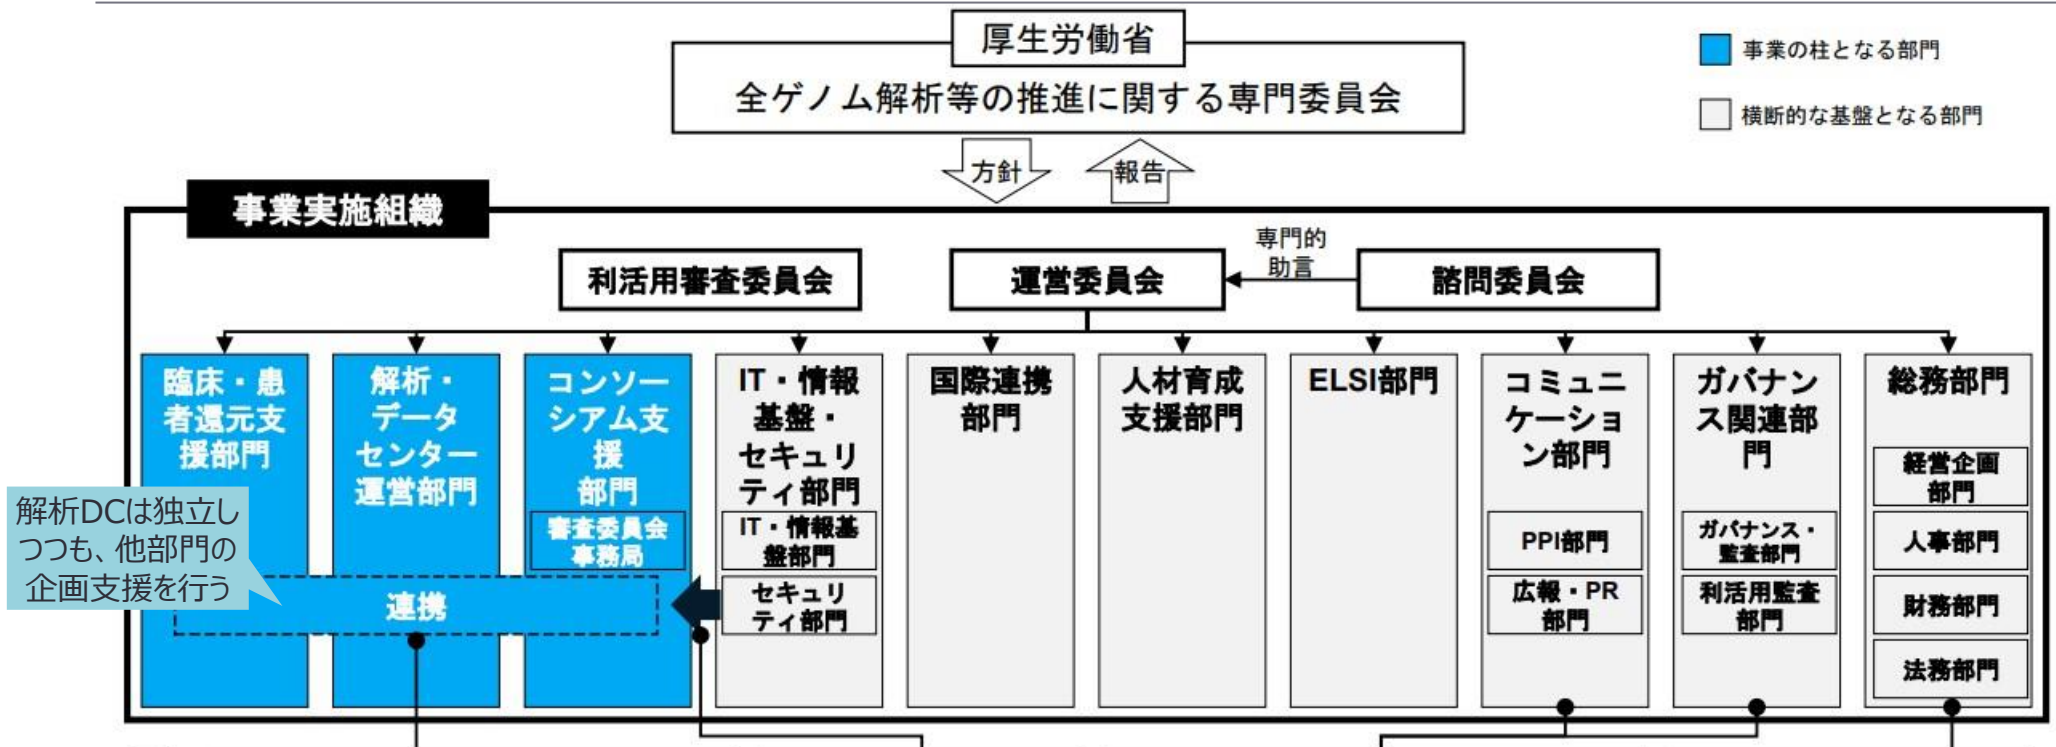 厚生労働省
全ゲノム解析等の推進に関する専門委員会
事業の柱となる部門
横断的な基盤となる部門
方針
報告
事業実施組織
利活用審査委員会
運営委員会
専門的
助言
諮問委員会
臨床・患
者還元支
援部門
解析・
データ
センター
運営部門
コンソー
シアム支
援
部門
審査委員会
事務局
IT・情報
基盤・
セキュリ
ティ部門
IT・情報基
盤部門
セキュリ
ティ部門
国際連携
部門
人材育成
支援部門
ELSI部門
コミュニ
ケーショ
ン部門
PPI部門
広報・PR
部門
ガバナン
ス関連部
門
ガバナンス・
監査部門
利活用監査
部門
総務部門
経営企画
部門
人事部門
財務部門
法務部門
解析DCは独立し
つつも、他部門の
企画支援を行う
連携